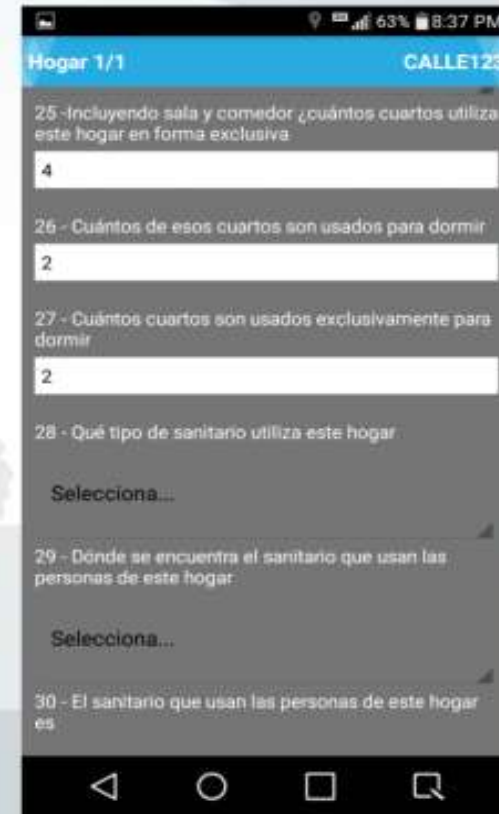 63% 8:37 PM
Hogar 1/1 CALLE123
25 -Incluyendo sala y comedor ¿cuántos cuartos utiliza
este hogar en forma exclusiva
4
26 - Cuántos de esos cuartos son usados para dormir
2
27 - Cuántos cuartos son usados exclusivamente para
dormir
2
28 - Qué tipo de sanitario utiliza este hogar
Selecciona...
29 - Dónde se encuentra el sanitario que usan las
personas de este hogar
Selecciona...
30 - El sanitario que usan las personas de este hogar
es